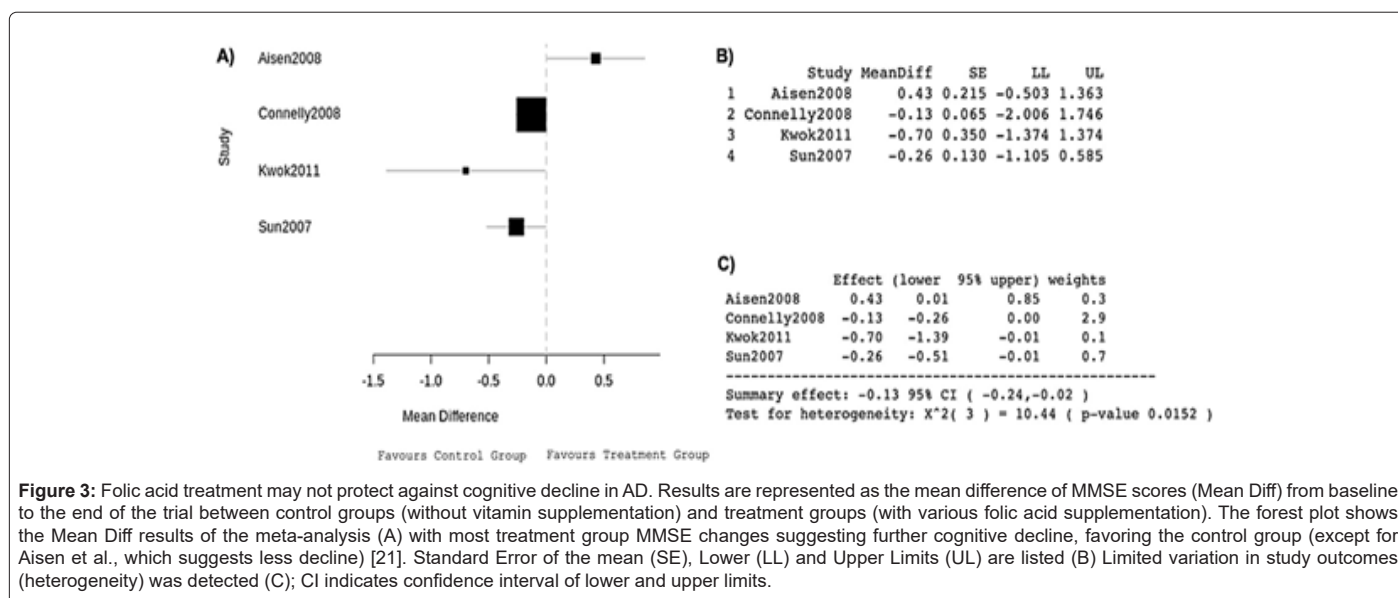 A)
Aisen2008
Connelly2008
Kwok2011
Sun2007
Study
-1.5 -1.0 -0.5 0.0 0.5
Mean Difference
Favours Control Group Favours Treatment Group
B)
Study MeanDiff SE LL UL
1 Aisen2008 0.43 0.215 -0.503 1.363
2 Connelly2008 -0.13 0.065 -2.006 1.746
3 Kwok2011 -0.70 0.350 -1.374 1.374
4 Sun2007 -0.26 0.130 -1.105 0.585
C)
Effect (lower 95% upper) weights
Aisen2008 0.43 0.01 0.85 0.3
Connelly2008 -0.13 -0.26 0.00 2.9
Kwok2011 -0.70 -1.39 -0.01 0.1
Sun2007 -0.26 -0.51 -0.01 0.7
Summary effect: -0.13 95% CI ( -0.24,-0.02 )
Test for heterogeneity: X^2( 3 ) = 10.44 ( p-value 0.0152 )
Figure 3: Folic acid treatment may not protect against cognitive decline in AD. Results are represented as the mean difference of MMSE scores (Mean Diff) from baseline
to the end of the trial between control groups (without vitamin supplementation) and treatment groups (with various folic acid supplementation). The forest plot shows
the Mean Diff results of the meta-analysis (A) with most treatment group MMSE changes suggesting further cognitive decline, favoring the control group (except for
Aisen et al., which suggests less decline) [21]. Standard Error of the mean (SE), Lower (LL) and Upper Limits (UL) are listed (B) Limited variation in study outcomes
(heterogeneity) was detected (C); CI indicates confidence interval of lower and upper limits.